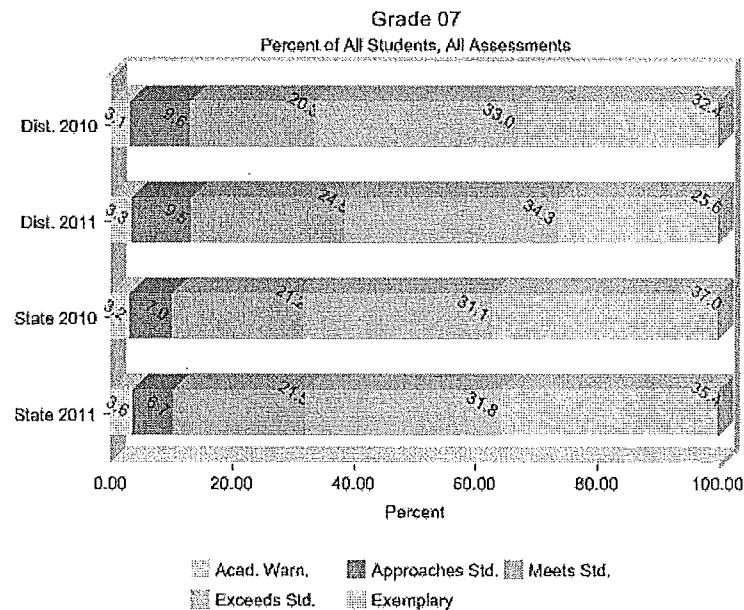 Grade 07
Percent of All Students, All Assessments
Dist. 2010 3.1 9.6 33.0 32.4
Dist. 2011 3.3 9.5 34.3 25.6
State 2010 3.2 7.0 31.1 37.0
State 2011 3.6 31.8
0.00 20.00 40.00 60.00 80.00 100.00
Percent
Acad. Warn. Approaches Std. Meets Std.
Exceeds Std. Exemplary